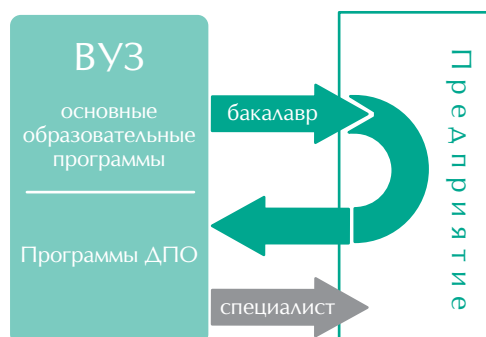 ВУЗ
основные
образовательные
программы
Программы ДПО
бакалавр
специалист
Предприятие